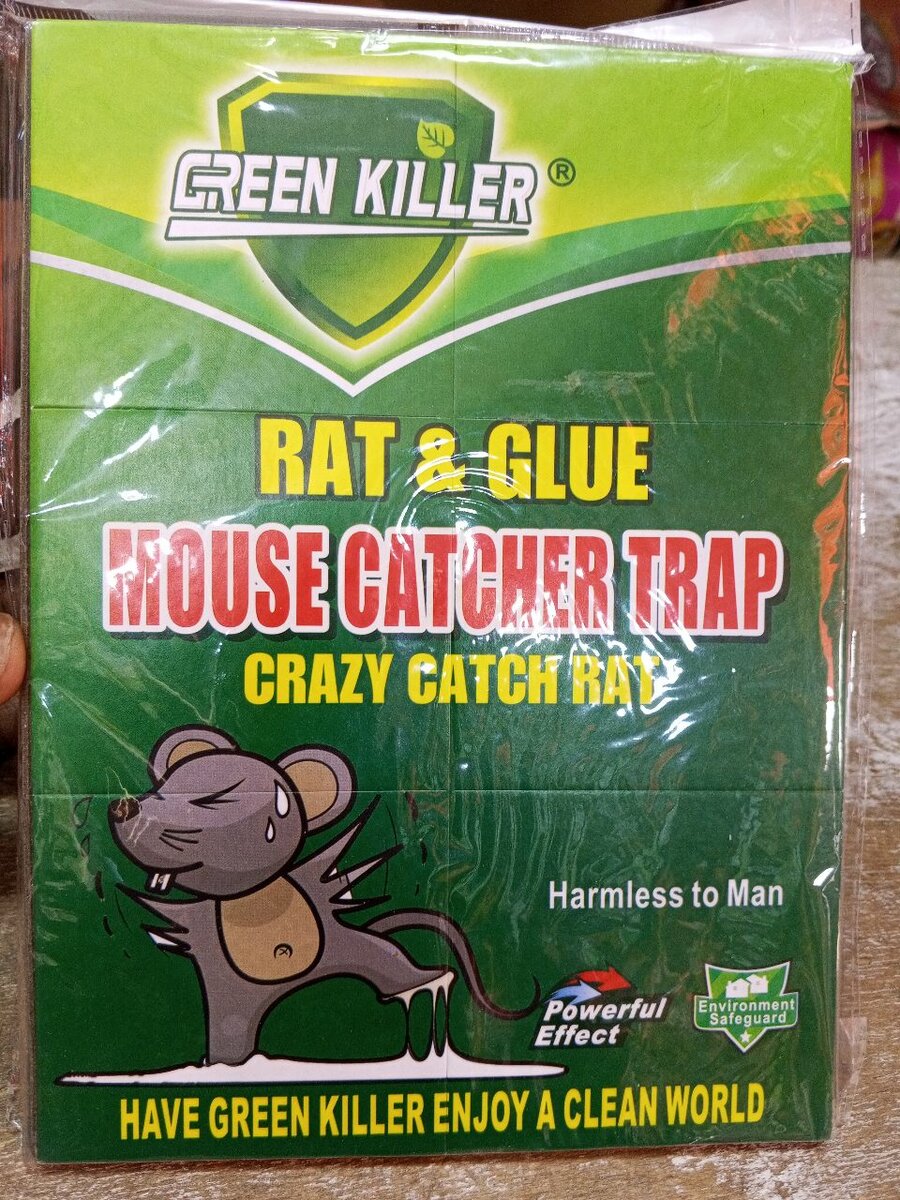 GREEN KILLER ®
RAT & GLUE
MOUSE CATCHER TRAP
CRAZY CATCH RAT
Harmless to Man
Powerful
Effect
Environment
Safeguard
HAVE GREEN KILLER ENJOY A CLEAN WORLD